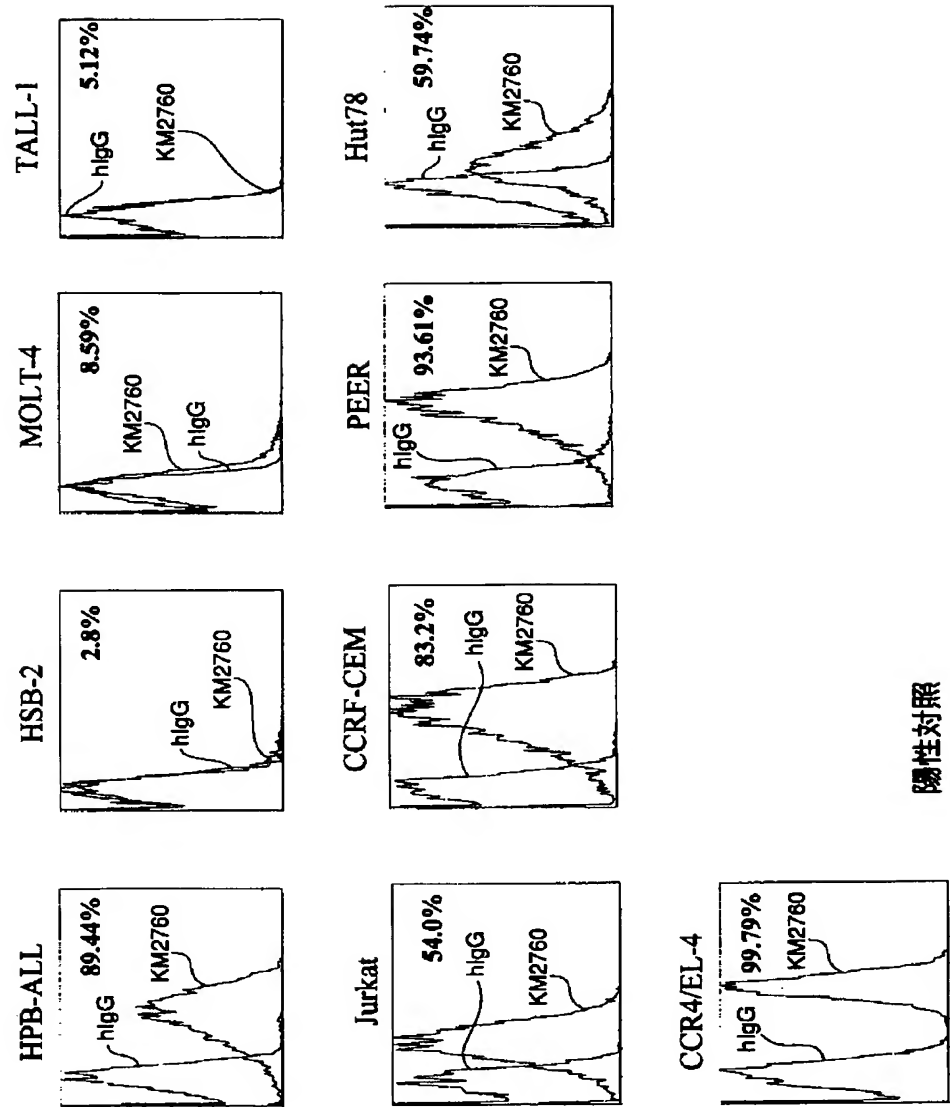 HPB-ALL
89.44%
hIgG
KM2760
HSB-2
2.8%
hIgG
KM2760
MOLT-4
8.59%
KM2760
hIgG
TALL-1
5.12%
hIgG
KM2760
Jurkat
54.0%
hIgG
KM2760
CCRF-CEM
83.2%
hIgG
KM2760
PEER
93.61%
hIgG
KM2760
Hut78
59.74%
hIgG
KM2760
CCR4/EL-4
99.79%
hIgG
KM2760
陽性対照